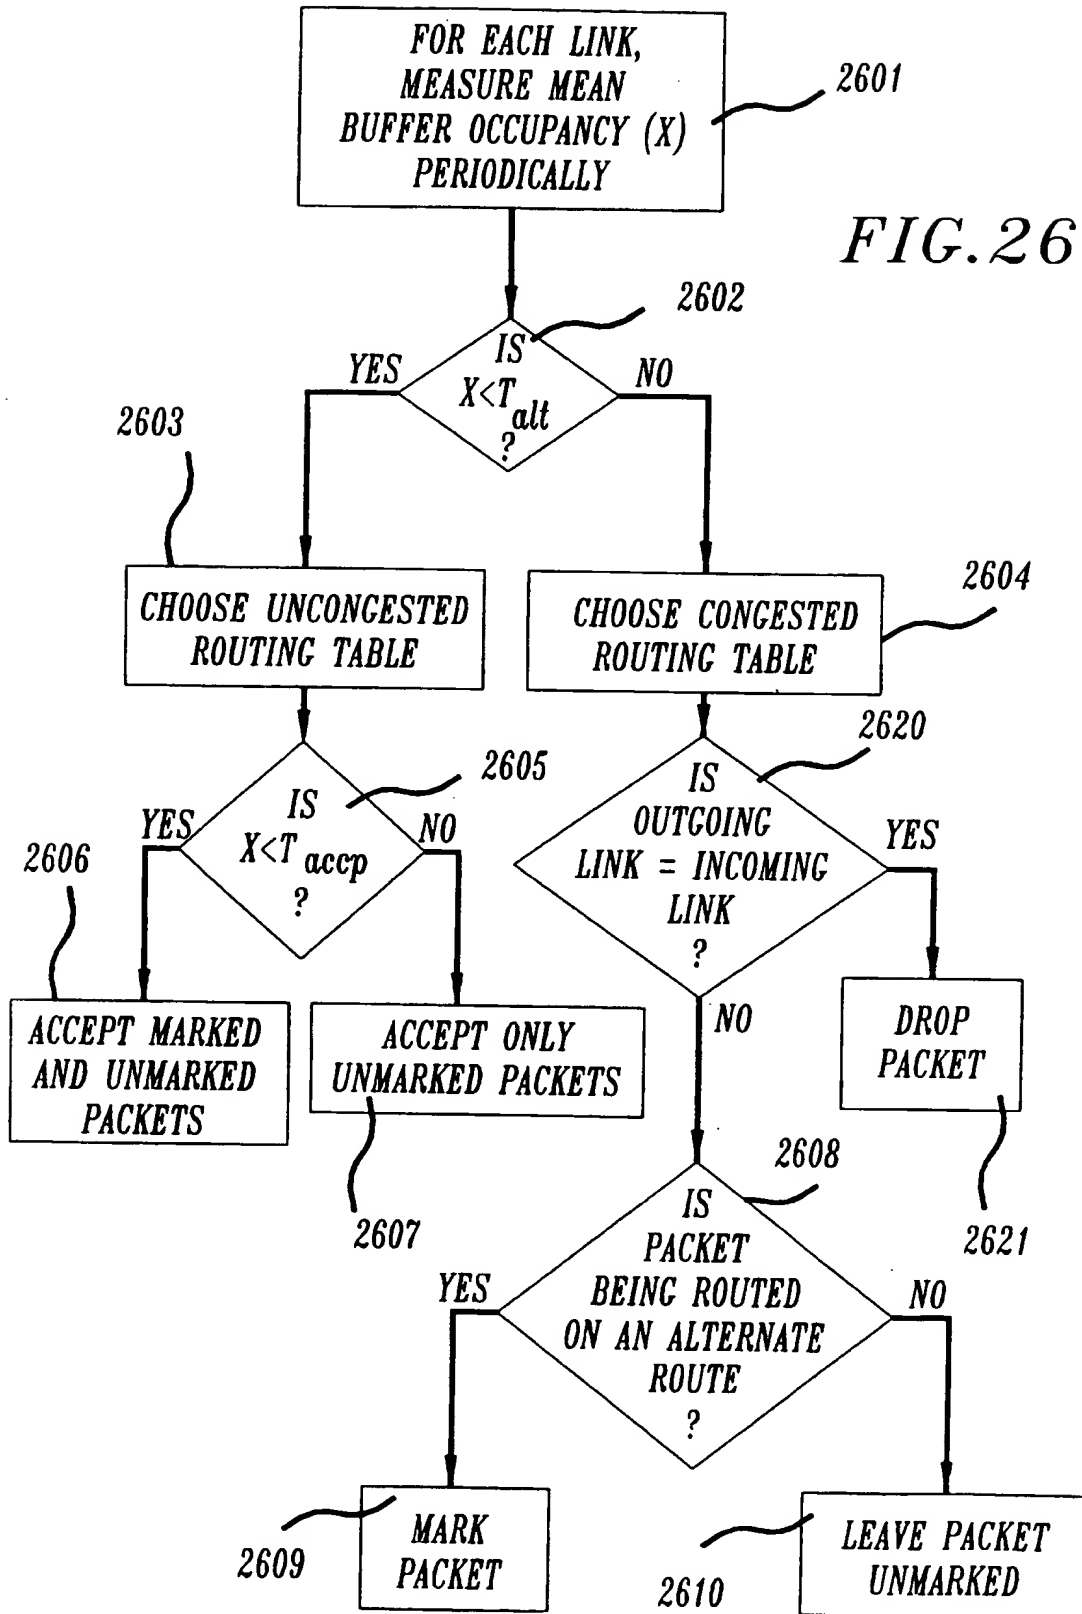 FOR EACH LINK,
MEASURE MEAN
BUFFER OCCUPANCY (X)
PERIODICALLY
2601
FIG.26
2602
IS
X<T alt
?
YES
NO
2603
CHOOSE UNCONGESTED
ROUTING TABLE
2604
CHOOSE CONGESTED
ROUTING TABLE
2605
IS
X<T accp
?
YES
NO
2620
IS
OUTGOING
LINK = INCOMING
LINK
?
YES
NO
2606
ACCEPT MARKED
AND UNMARKED
PACKETS
ACCEPT ONLY
UNMARKED PACKETS
2607
DROP
PACKET
2621
2608
IS
PACKET
BEING ROUTED
ON AN ALTERNATE
ROUTE
?
YES
NO
MARK
PACKET
2609
LEAVE PACKET
UNMARKED
2610